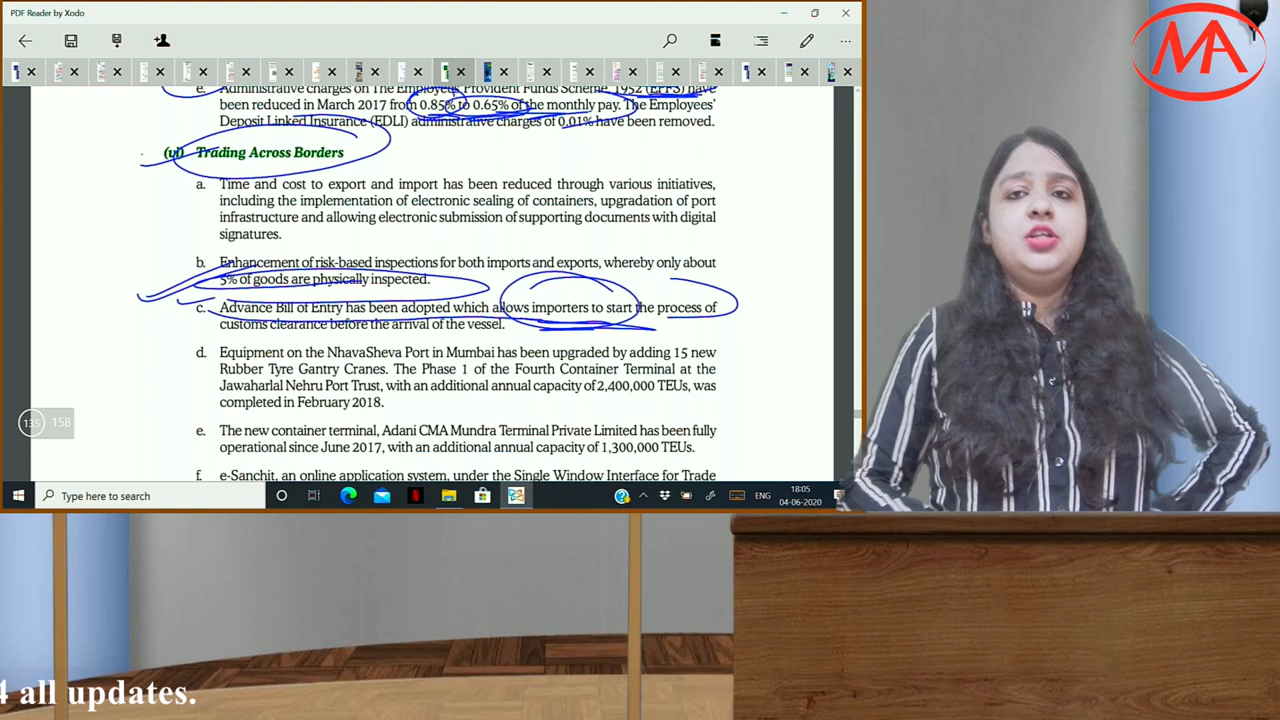 PDF Reader by Xodo
MA
e. Administrative charges on the Employees' Provident Funds Scheme, 1952 (EPFS) have
been reduced in March 2017 from 0.85% to 0.65% of the monthly pay. The Employees'
Deposit Linked Insurance (EDLI) administrative charges of 0.01% have been removed.
(vi) Trading Across Borders
a. Time and cost to export and import has been reduced through various initiatives,
including the implementation of electronic sealing of containers, upgradation of port
infrastructure and allowing electronic submission of supporting documents with digital
signatures.
b. Enhancement of risk-based inspections for both imports and exports, whereby only about
5% of goods are physically inspected.
c. Advance Bill of Entry has been adopted which allows importers to start the process of
customs clearance before the arrival of the vessel.
d. Equipment on the NhavaSheva Port in Mumbai has been upgraded by adding 15 new
Rubber Tyre Gantry Cranes. The Phase 1 of the Fourth Container Terminal at the
Jawaharlal Nehru Port Trust, with an additional annual capacity of 2,400,000 TEUs, was
completed in February 2018.
135 158
e. The new container terminal, Adani CMA Mundra Terminal Private Limited has been fully
operational since June 2017, with an additional annual capacity of 1,300,000 TEUs.
f. e-Sanchit, an online application system, under the Single Window Interface for Trade
Type here to search
ENG
18:05
04-06-2020
4 all updates.